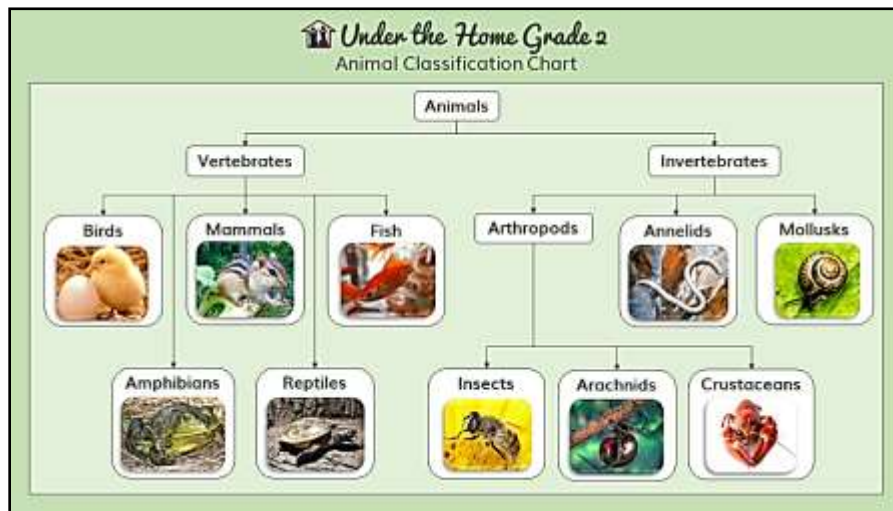 Under the Home Grade 2
Animal Classification Chart
Animals
Vertebrates
Invertebrates
Birds
Mammals
Fish
Arthropods
Annelids
Mollusks
Amphibians
Reptiles
Insects
Arachnids
Crustaceans